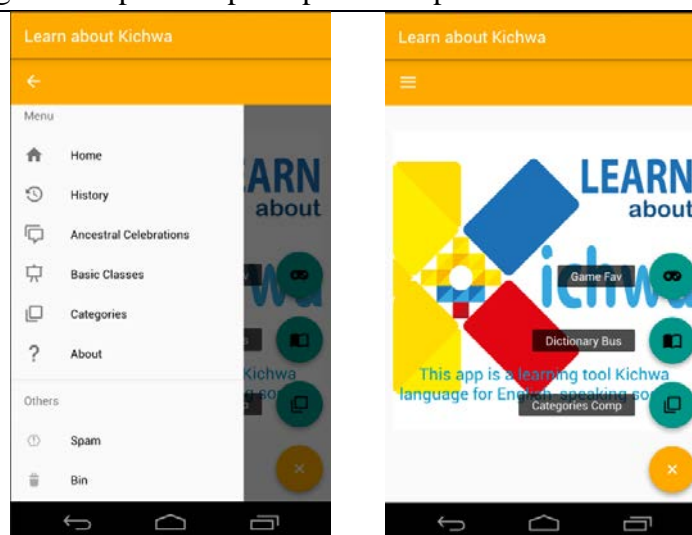 Learn about Kichwa
Menu
Home
History
Ancestral Celebrations
Basic Classes
Categories
About
Others
Spam
Bin
ARN
about
Kichwa
Learn about Kichwa
LEARN
about
ichwa
Game Fav
Dictionary Bus
This app is a learning tool Kichwa
language for English speaking so
Categories Comp